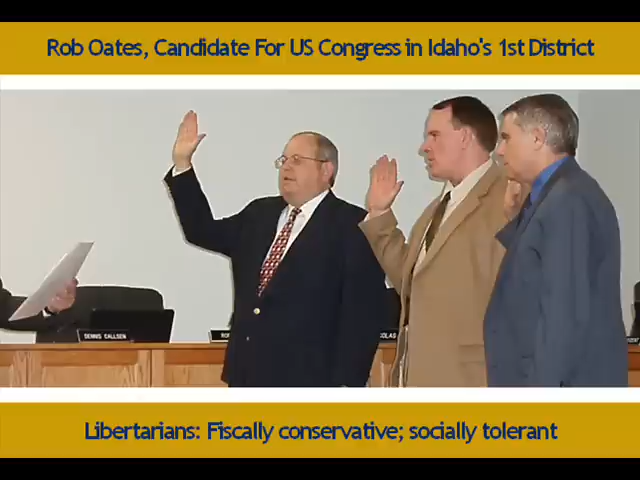 Rob Oates, Candidate For US Congress in Idaho's 1st District
DENNIS CALLSEN
Libertarians: Fiscally conservative; socially tolerant